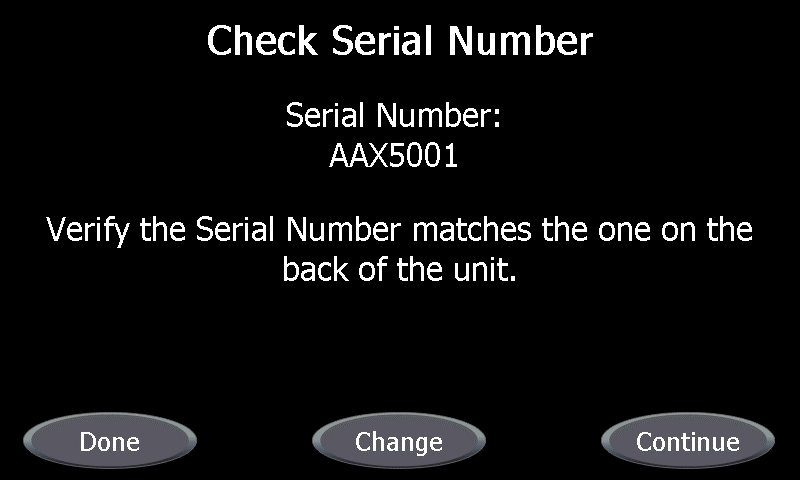 Check Serial Number
Serial Number:
AAX5001
Verify the Serial Number matches the one on the
back of the unit.
Done
Change
Continue